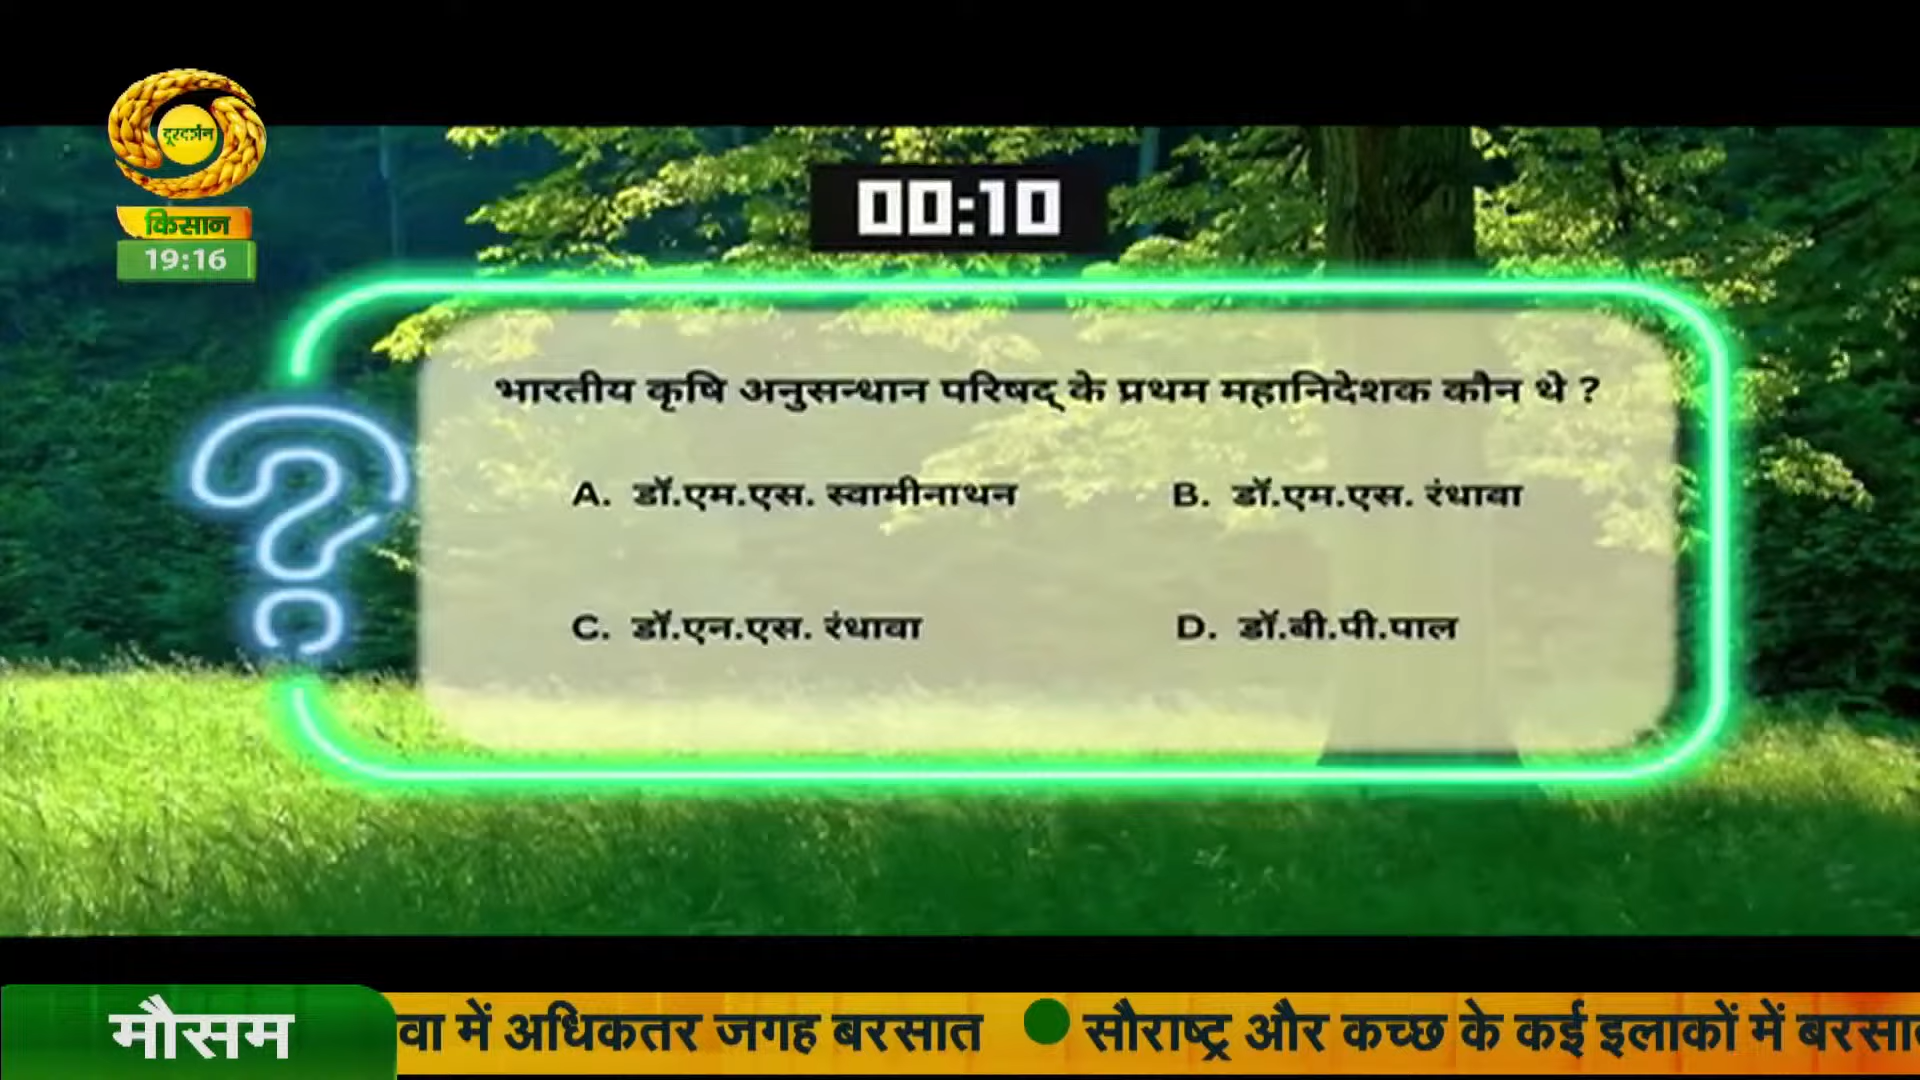 दूरदर्शन
किसान
19:16
00:10
भारतीय कृषि अनुसन्धान परिषद् के प्रथम महानिदेशक कौन थे ?
A. डॉ.एम.एस. स्वामीनाथन
B. डॉ.एम.एस. रंधावा
C. डॉ.एन.एस. रंधावा
D. डॉ.बी.पी.पाल
मौसम
वा में अधिकतर जगह बरसात ● सौराष्ट्र और कच्छ के कई इलाकों में